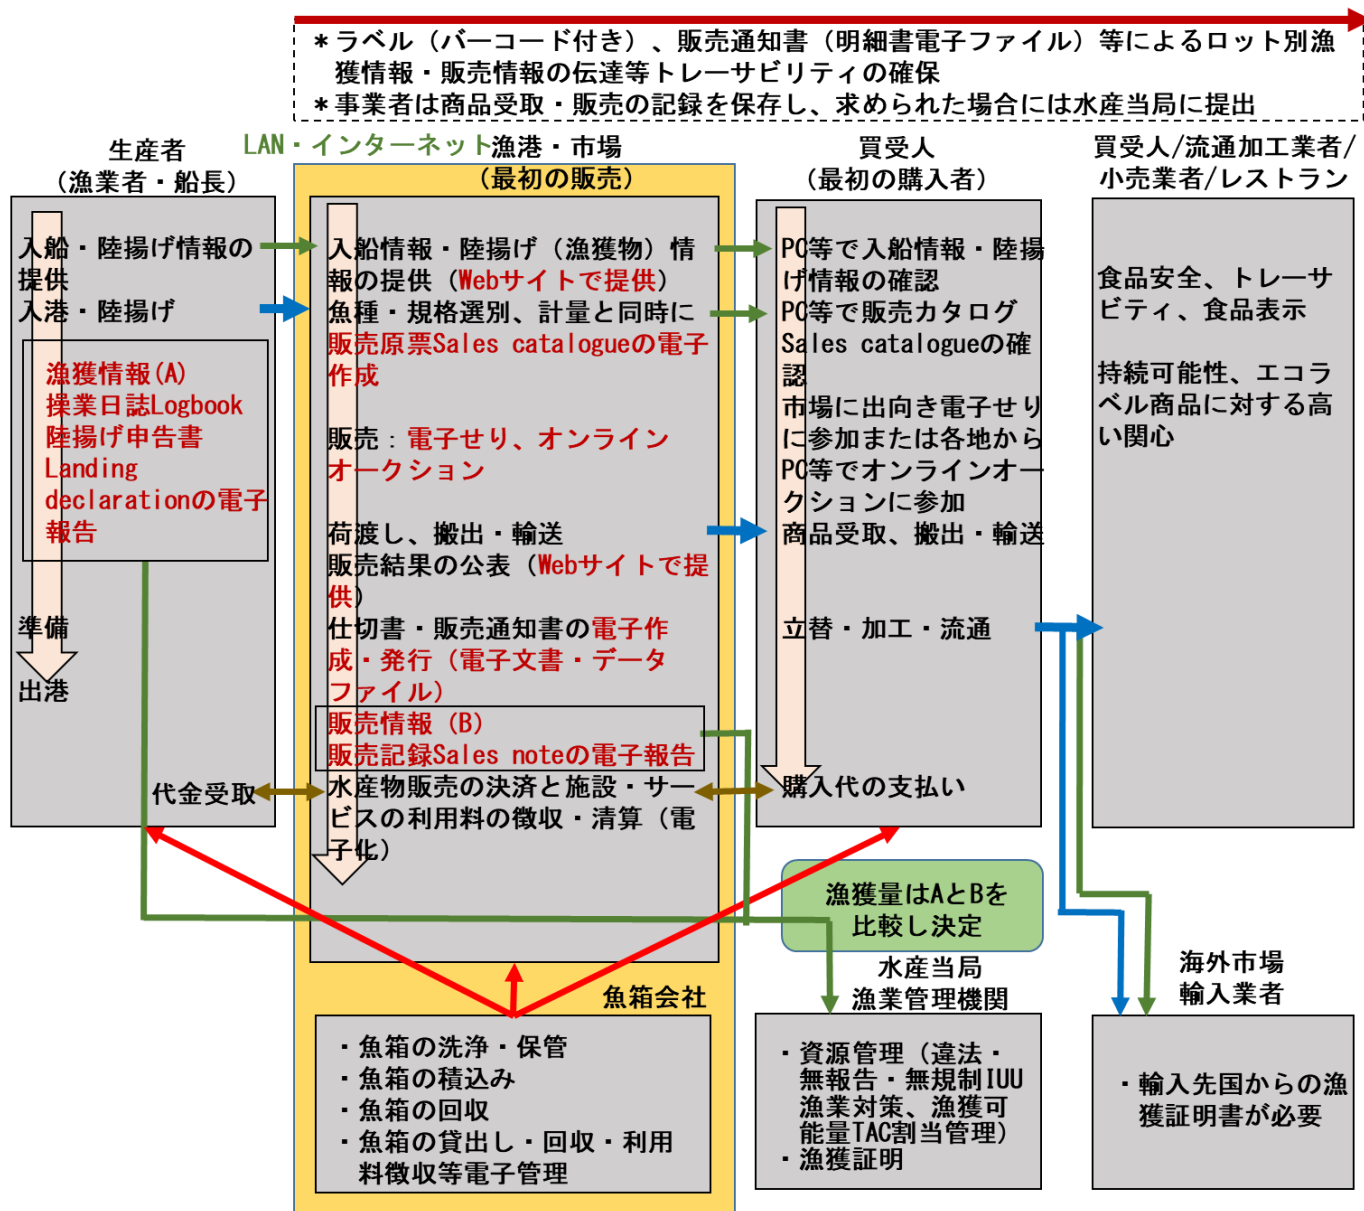 ＊ラベル（バーコード付き）、販売通知書（明細書電子ファイル）等によるロット別漁
獲情報・販売情報の伝達等トレーサビリティの確保
＊事業者は商品受取・販売の記録を保存し、求められた場合には水産当局に提出
LAN・インターネット
生産者
（漁業者・船長）
入船・陸揚げ情報の
提供
入港・陸揚げ
漁獲情報(A)
操業日誌Logbook
陸揚げ申告書
Landing
declarationの電子
報告
準備
出港
代金受取
漁港・市場
（最初の販売）
入船情報・陸揚げ（漁獲物）情
報の提供（Webサイトで提供）
魚種・規格選別、計量と同時に
販売原票Sales catalogueの電子
作成
販売：電子せり、オンライン
オークション
荷渡し、搬出・輸送
販売結果の公表（Webサイトで提
供）
仕切書・販売通知書の電子作
成・発行（電子文書・データ
ファイル）
販売情報（B）
販売記録Sales noteの電子報告
水産物販売の決済と施設・サー
ビスの利用料の徴収・清算（電
子化）
買受人
（最初の購入者）
PC等で入船情報・陸揚
げ情報の確認
PC等で販売カタログ
Sales catalogueの確
認
市場に出向き電子せり
に参加または各地から
PC等でオンラインオー
クションに参加
商品受取、搬出・輸送
立替・加工・流通
購入代の支払い
買受人/流通加工業者/
小売業者/レストラン
食品安全、トレーサ
ビティ、食品表示
持続可能性、エコラ
ベル商品に対する高
い関心
漁獲量はAとBを
比較し決定
魚箱会社
・魚箱の洗浄・保管
・魚箱の積込み
・魚箱の回収
・魚箱の貸出し・回収・利用
料徴収等電子管理
水産当局
漁業管理機関
・資源管理（違法・
無報告・無規制IUU
漁業対策、漁獲可
能量TAC割当管理）
・漁獲証明
海外市場
輸入業者
・輸入先国からの漁
獲証明書が必要